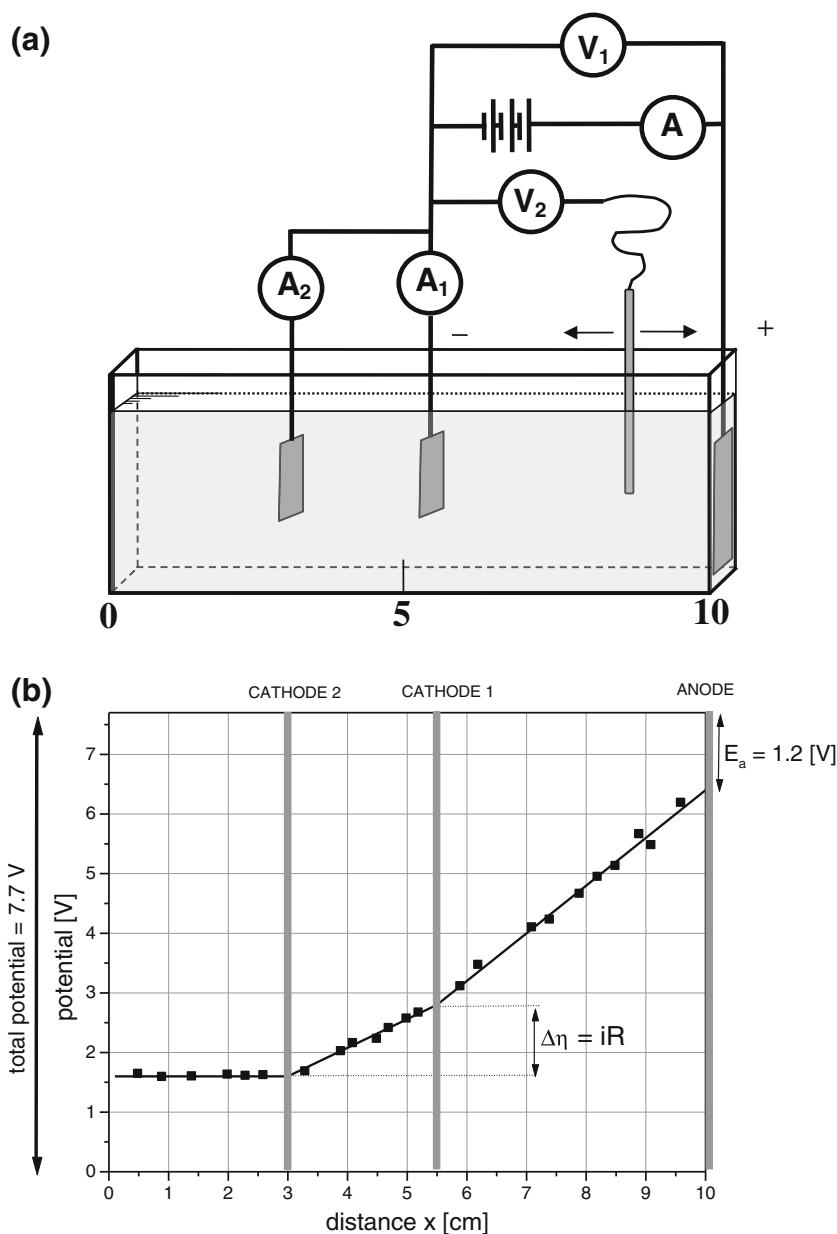 (a)
V1
A
V2
A2
A1
–
+
0
5
10
(b)
CATHODE 2
CATHODE 1
ANODE
total potential = 7.7 V
potential [V]
7
6
5
4
3
2
1
0
Ea = 1.2 [V]
Δη = iR
0 1 2 3 4 5 6 7 8 9 10
distance x [cm]